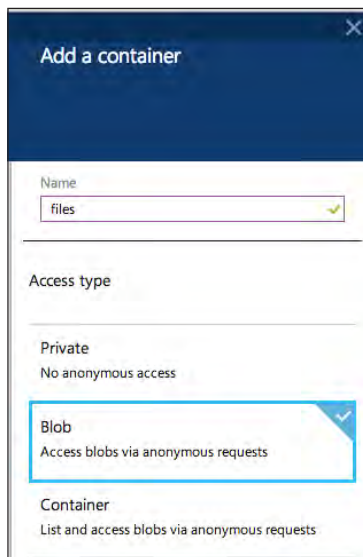 Add a container
Name
files
Access type
Private
No anonymous access
Blob
Access blobs via anonymous requests
Container
List and access blobs via anonymous requests